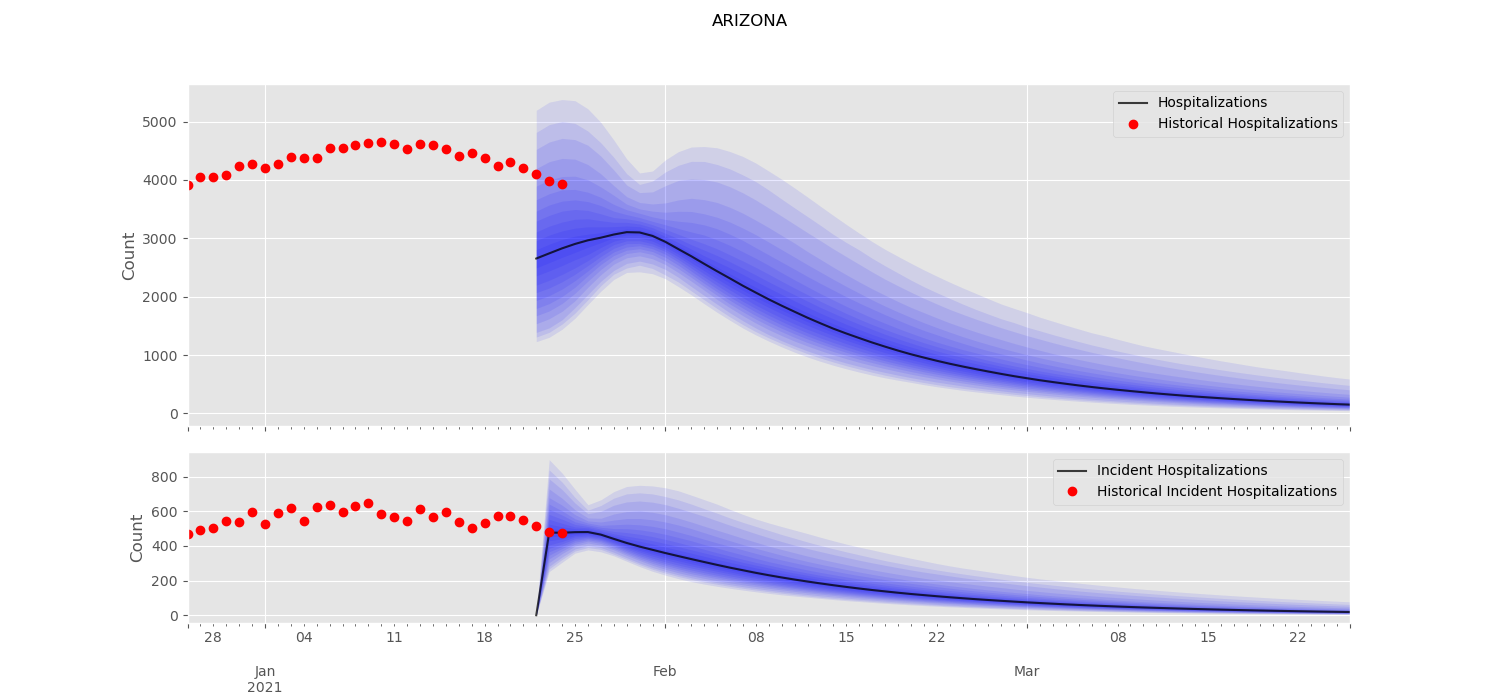 ARIZONA
Hospitalizations
Historical Hospitalizations
Count
5000
4000
3000
2000
1000
0
Incident Hospitalizations
Historical Incident Hospitalizations
Count
800
600
400
200
0
28 04 11 18 25 08 15 22 08 15 22
Jan Feb Mar
2021